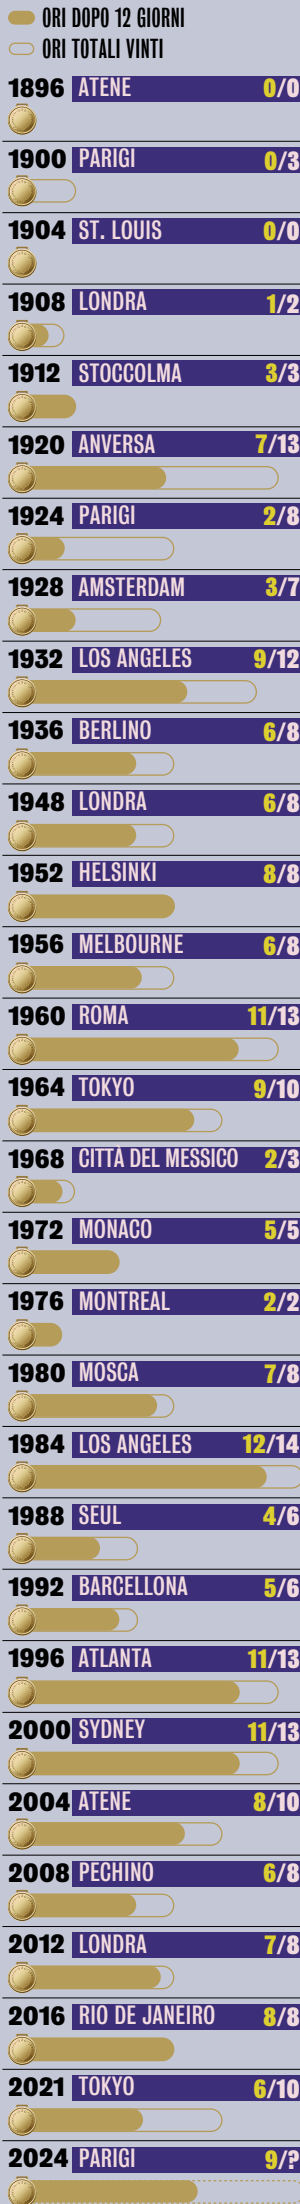 ORI DOPO 12 GIORNI
ORI TOTALI VINTI
1896 ATENE 0/0
1900 PARIGI 0/3
1904 ST. LOUIS 0/0
1908 LONDRA 1/2
1912 STOCCOLMA 3/3
1920 ANVERSA 7/13
1924 PARIGI 2/8
1928 AMSTERDAM 3/7
1932 LOS ANGELES 9/12
1936 BERLINO 6/8
1948 LONDRA 6/8
1952 HELSINKI 8/8
1956 MELBOURNE 6/8
1960 ROMA 11/13
1964 TOKYO 9/10
1968 CITTÀ DEL MESSICO 2/3
1972 MONACO 5/5
1976 MONTREAL 2/2
1980 MOSCA 7/8
1984 LOS ANGELES 12/14
1988 SEUL 4/6
1992 BARCELLONA 5/6
1996 ATLANTA 11/13
2000 SYDNEY 11/13
2004 ATENE 8/10
2008 PECHINO 6/8
2012 LONDRA 7/8
2016 RIO DE JANEIRO 8/8
2021 TOKYO 6/10
2024 PARIGI 9/?